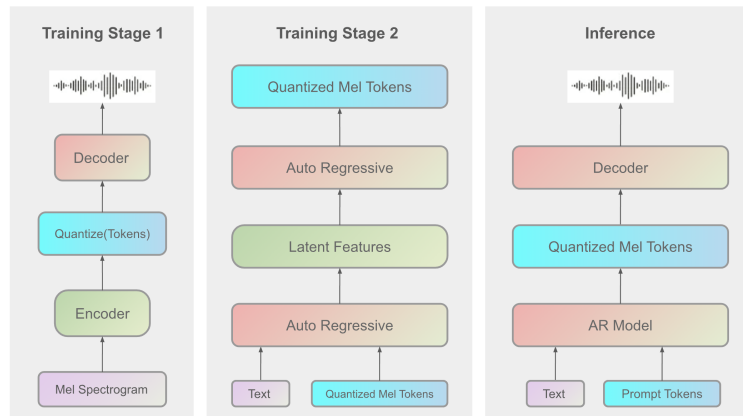 Training Stage 1
Decoder
Quantize(Tokens)
Encoder
Mel Spectrogram
Training Stage 2
Quantized Mel Tokens
Auto Regressive
Latent Features
Auto Regressive
Text
Quantized Mel Tokens
Inference
Decoder
Quantized Mel Tokens
AR Model
Text
Prompt Tokens